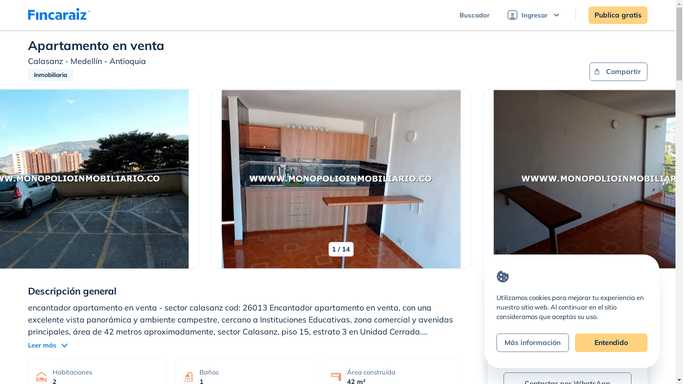 Fincaraiz
Buscador
Ingresar
Publica gratis
Apartamento en venta
Calasanz - Medellín - Antioquia
Inmobiliaria
Compartir
WWWW.MONOPOLIOINMOBILIARIO.CO
WWWW.MONOPOLIOINMOBILIARIO.CO
WWWW.MONOPOLIOINM
1 / 14
Descripción general
encantador apartamento en venta - sector calasanz cod: 26013 Encantador apartamento en venta, con una
excelente vista panorámica y ambiente campestre, cercano a Instituciones Educativas, zona comercial y avenidas
principales, área de 42 metros aproximadamente, sector Calasanz, piso 15, estrato 3 en Unidad Cerrada....
Leer más
Habitaciones
2
Baños
1
Área construida
42 m²
Utilizamos cookies para mejorar tu experiencia en
nuestro sitio web. Al continuar en el sitio
consideramos que aceptas su uso.
Más información
Entendido
Contactar por WhatsApp